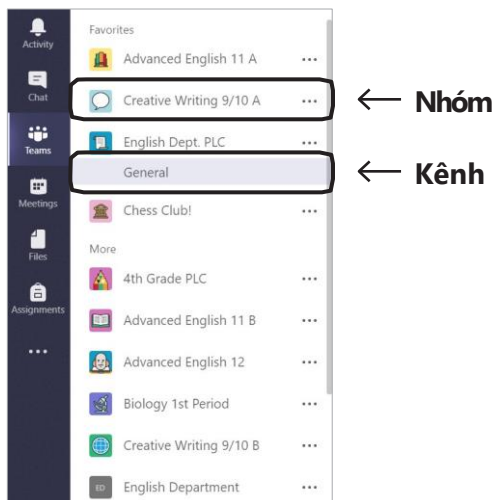 Activity
Chat
Teams
Meetings
Files
Assignments
...
Favorites
Advanced English 11 A ...
Creative Writing 9/10 A ...
← Nhóm
English Dept. PLC
General
← Kênh
Chess Club! ...
More
4th Grade PLC ...
Advanced English 11 B ...
Advanced English 12 ...
Biology 1st Period ...
Creative Writing 9/10 B ...
ED English Department ...